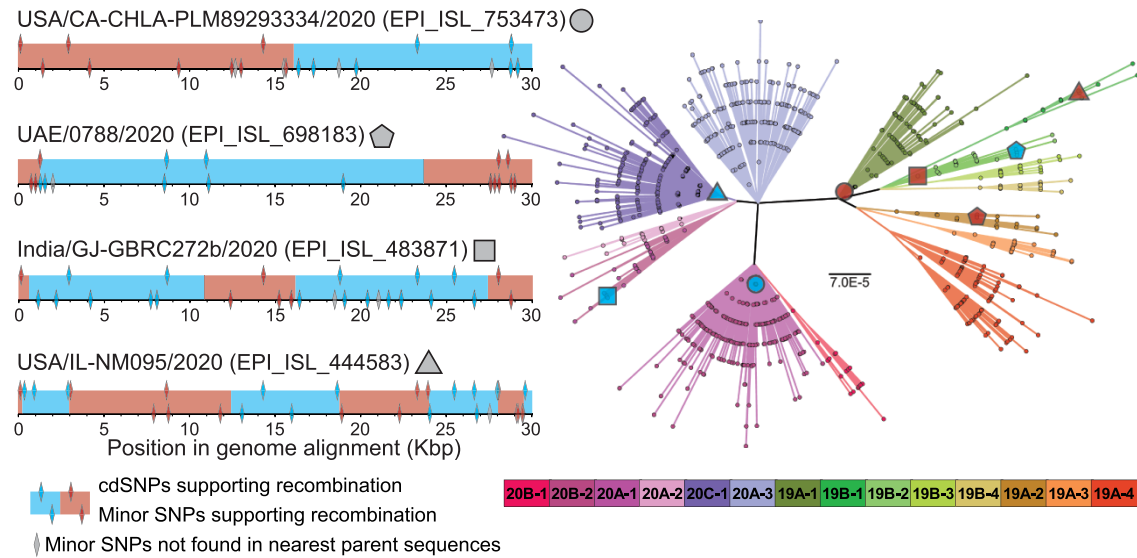 USA/CA-CHLA-PLM89293334/2020 (EPI_ISL_753473)
0 5 10 15 20 25 30
UAE/0788/2020 (EPI_ISL_698183)
0 5 10 15 20 25 30
India/GJ-GBRC272b/2020 (EPI_ISL_483871)
0 5 10 15 20 25 30
USA/IL-NM095/2020 (EPI_ISL_444583)
0 5 10 15 20 25 30
Position in genome alignment (Kbp)
cdSNPs supporting recombination
Minor SNPs supporting recombination
Minor SNPs not found in nearest parent sequences
7.0E-5
20B-1 20B-2 20A-1 20A-2 20C-1 20A-3 19A-1 19B-1 19B-2 19B-3 19B-4 19A-2 19A-3 19A-4